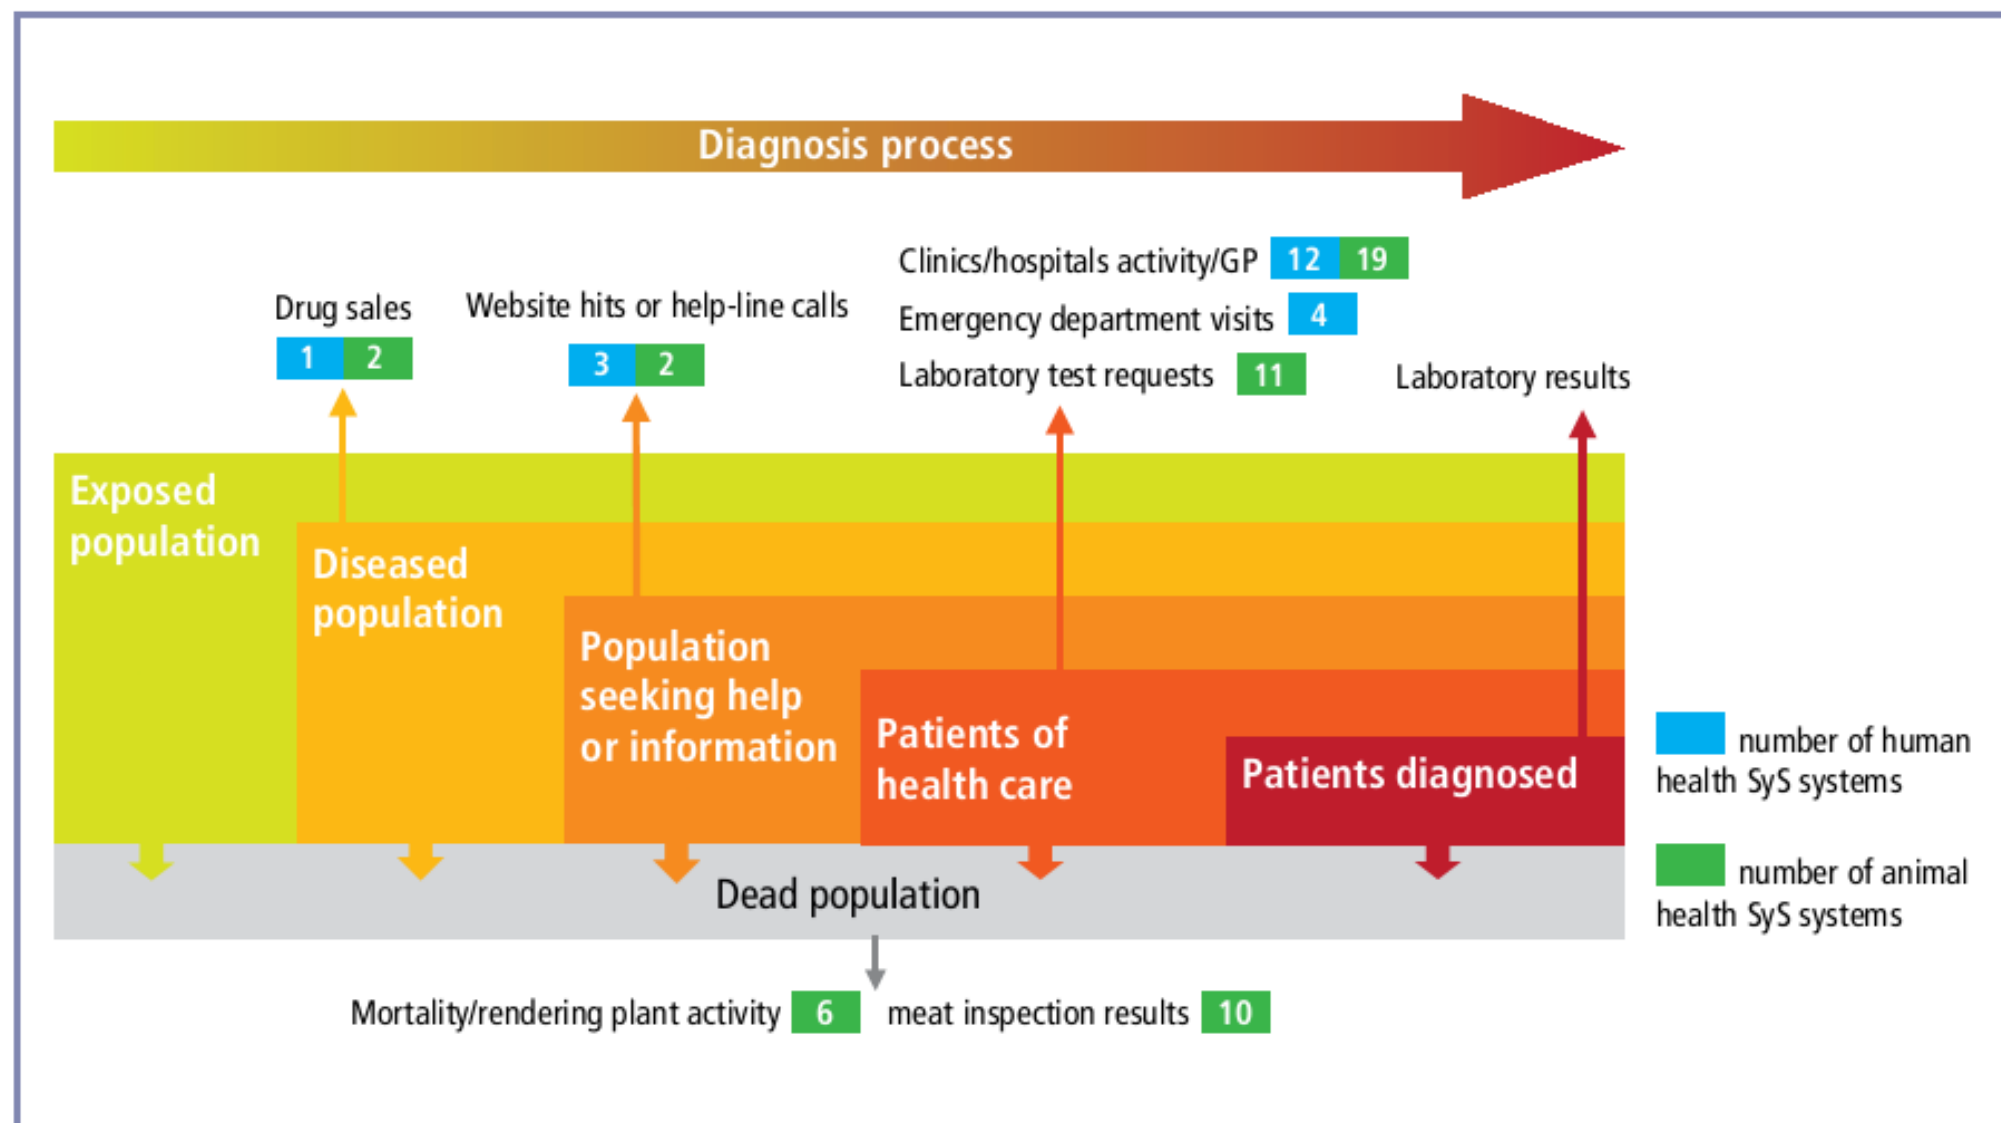 Diagnosis process
Clinics/hospitals activity/GP 12 19
Drug sales
Website hits or help-line calls
Emergency department visits 4
1 2
3 2
Laboratory test requests 11
Laboratory results
Exposed
population
Diseased
population
Population
seeking help
or information
Patients of
health care
Patients diagnosed
number of human
health SyS systems
number of animal
health SyS systems
Dead population
Mortality/rendering plant activity 6 meat inspection results 10